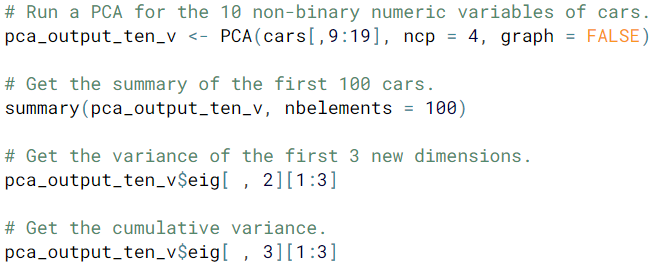 # Run a PCA for the 10 non-binary numeric variables of cars.
pca_output_ten_v <- PCA(cars[,9:19], ncp = 4, graph = FALSE)
# Get the summary of the first 100 cars.
summary(pca_output_ten_v, nbelements = 100)
# Get the variance of the first 3 new dimensions.
pca_output_ten_v$eig[ , 2][1:3]
# Get the cumulative variance.
pca_output_ten_v$eig[ , 3][1:3]